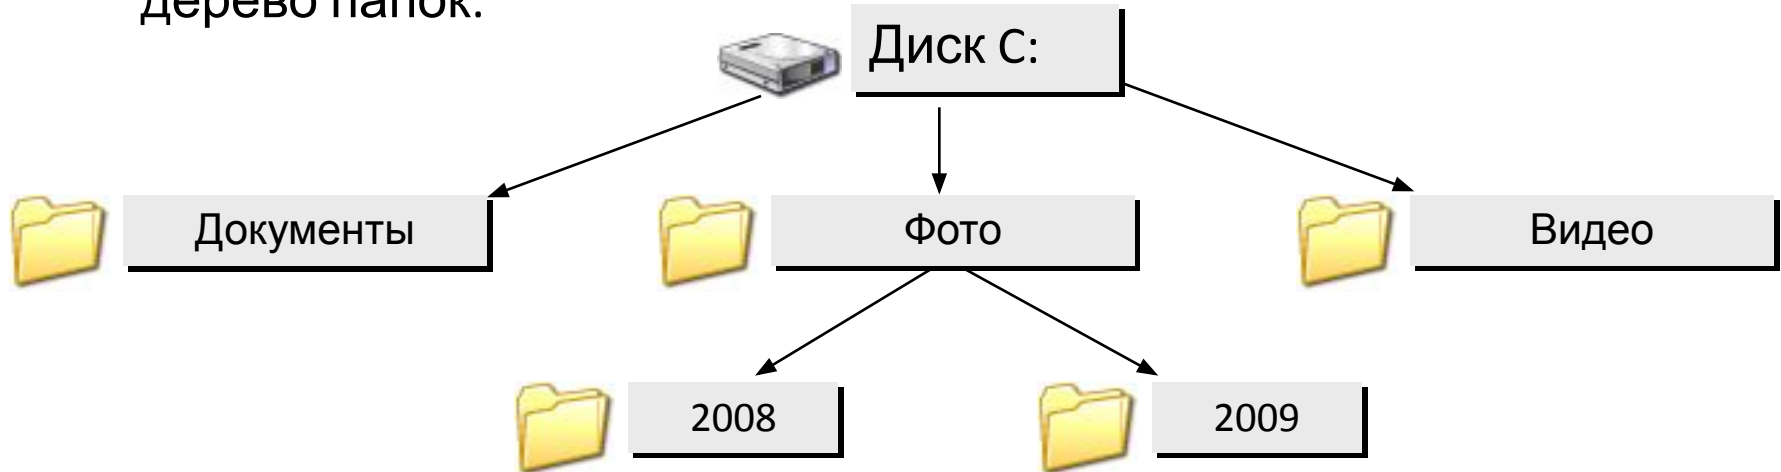 дерево папок.
Диск C:
Документы
Фото
Видео
2008
2009